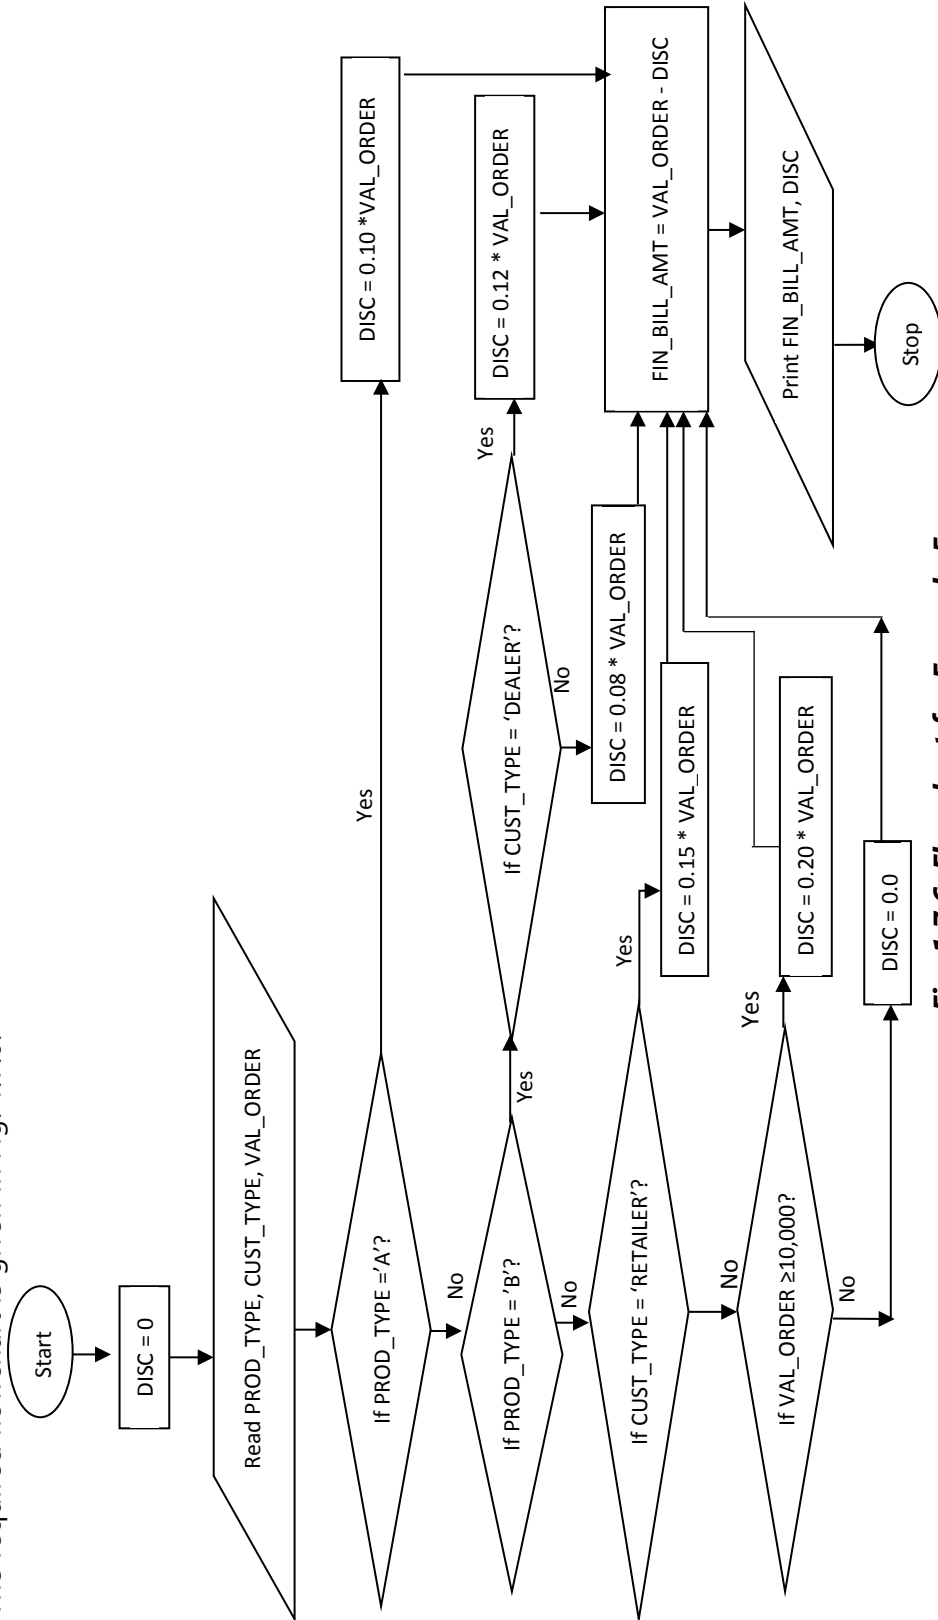 Start
DISC = 0
Read PROD_TYPE, CUST_TYPE, VAL_ORDER
If PROD_TYPE ='A'?
Yes
DISC = 0.10 *VAL_ORDER
No
If PROD_TYPE = 'B'?
Yes
If CUST_TYPE = 'DEALER'?
Yes
DISC = 0.12 * VAL_ORDER
No
DISC = 0.08 * VAL_ORDER
No
If CUST_TYPE = 'RETAILER'?
Yes
DISC = 0.15 * VAL_ORDER
No
If VAL_ORDER ≥10,000?
Yes
DISC = 0.20 * VAL_ORDER
No
DISC = 0.0
FIN_BILL_AMT = VAL_ORDER - DISC
Print FIN_BILL_AMT, DISC
Stop